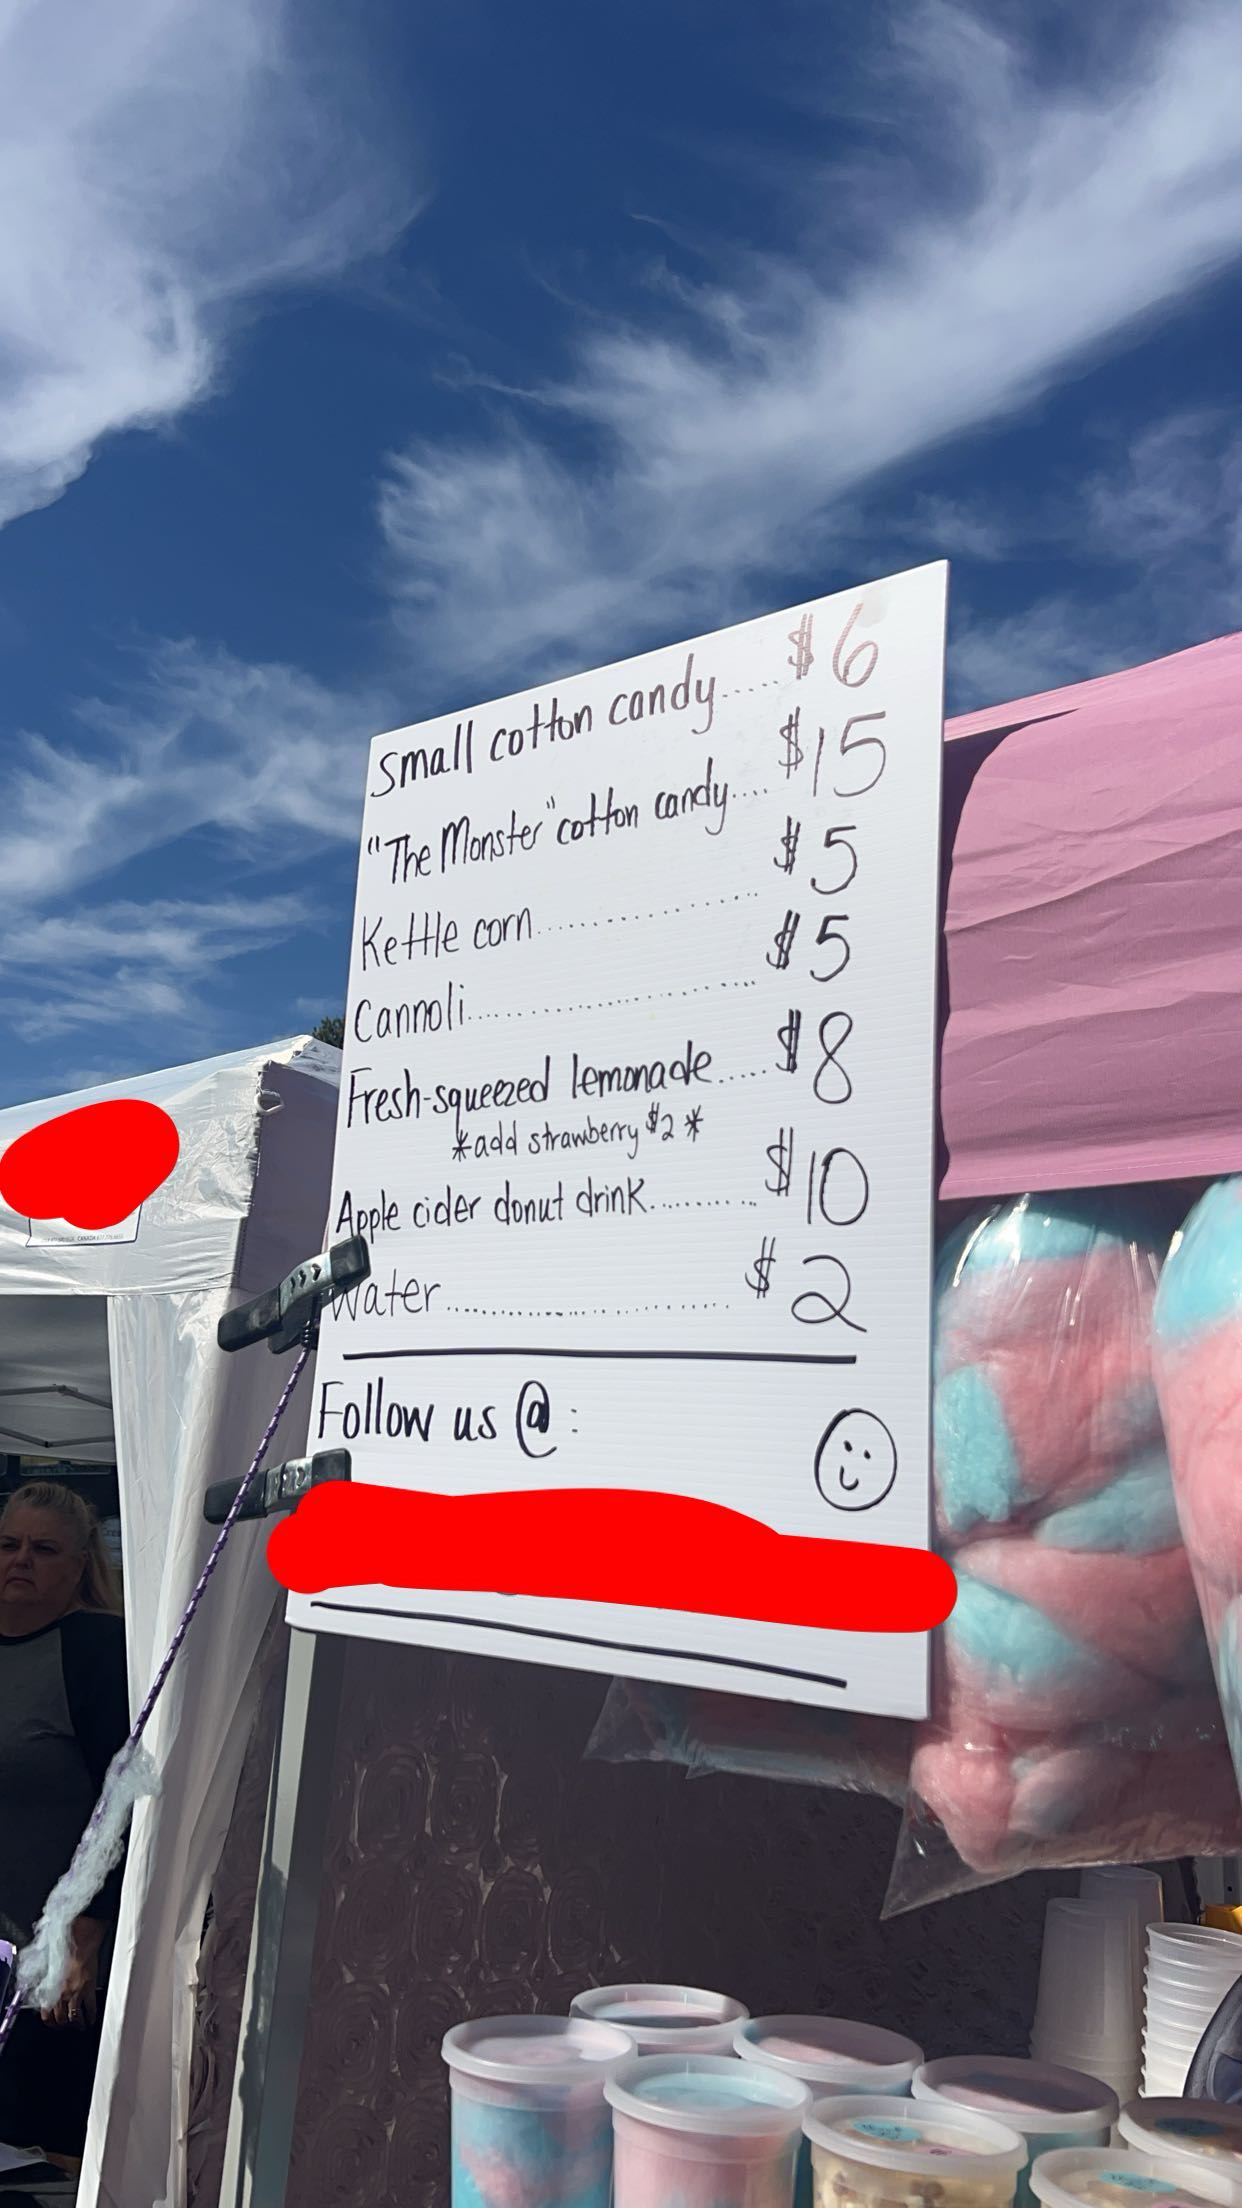 Small cotton candy..... $6
"The Monster" cotton candy.... $15
Kettle corn.................... $5
Cannoli........................... $5
Fresh-squeezed lemonade...... $8
*add strawberry $2*
Apple cider donut drink........... $10
Water.............................. $2
Follow us @: